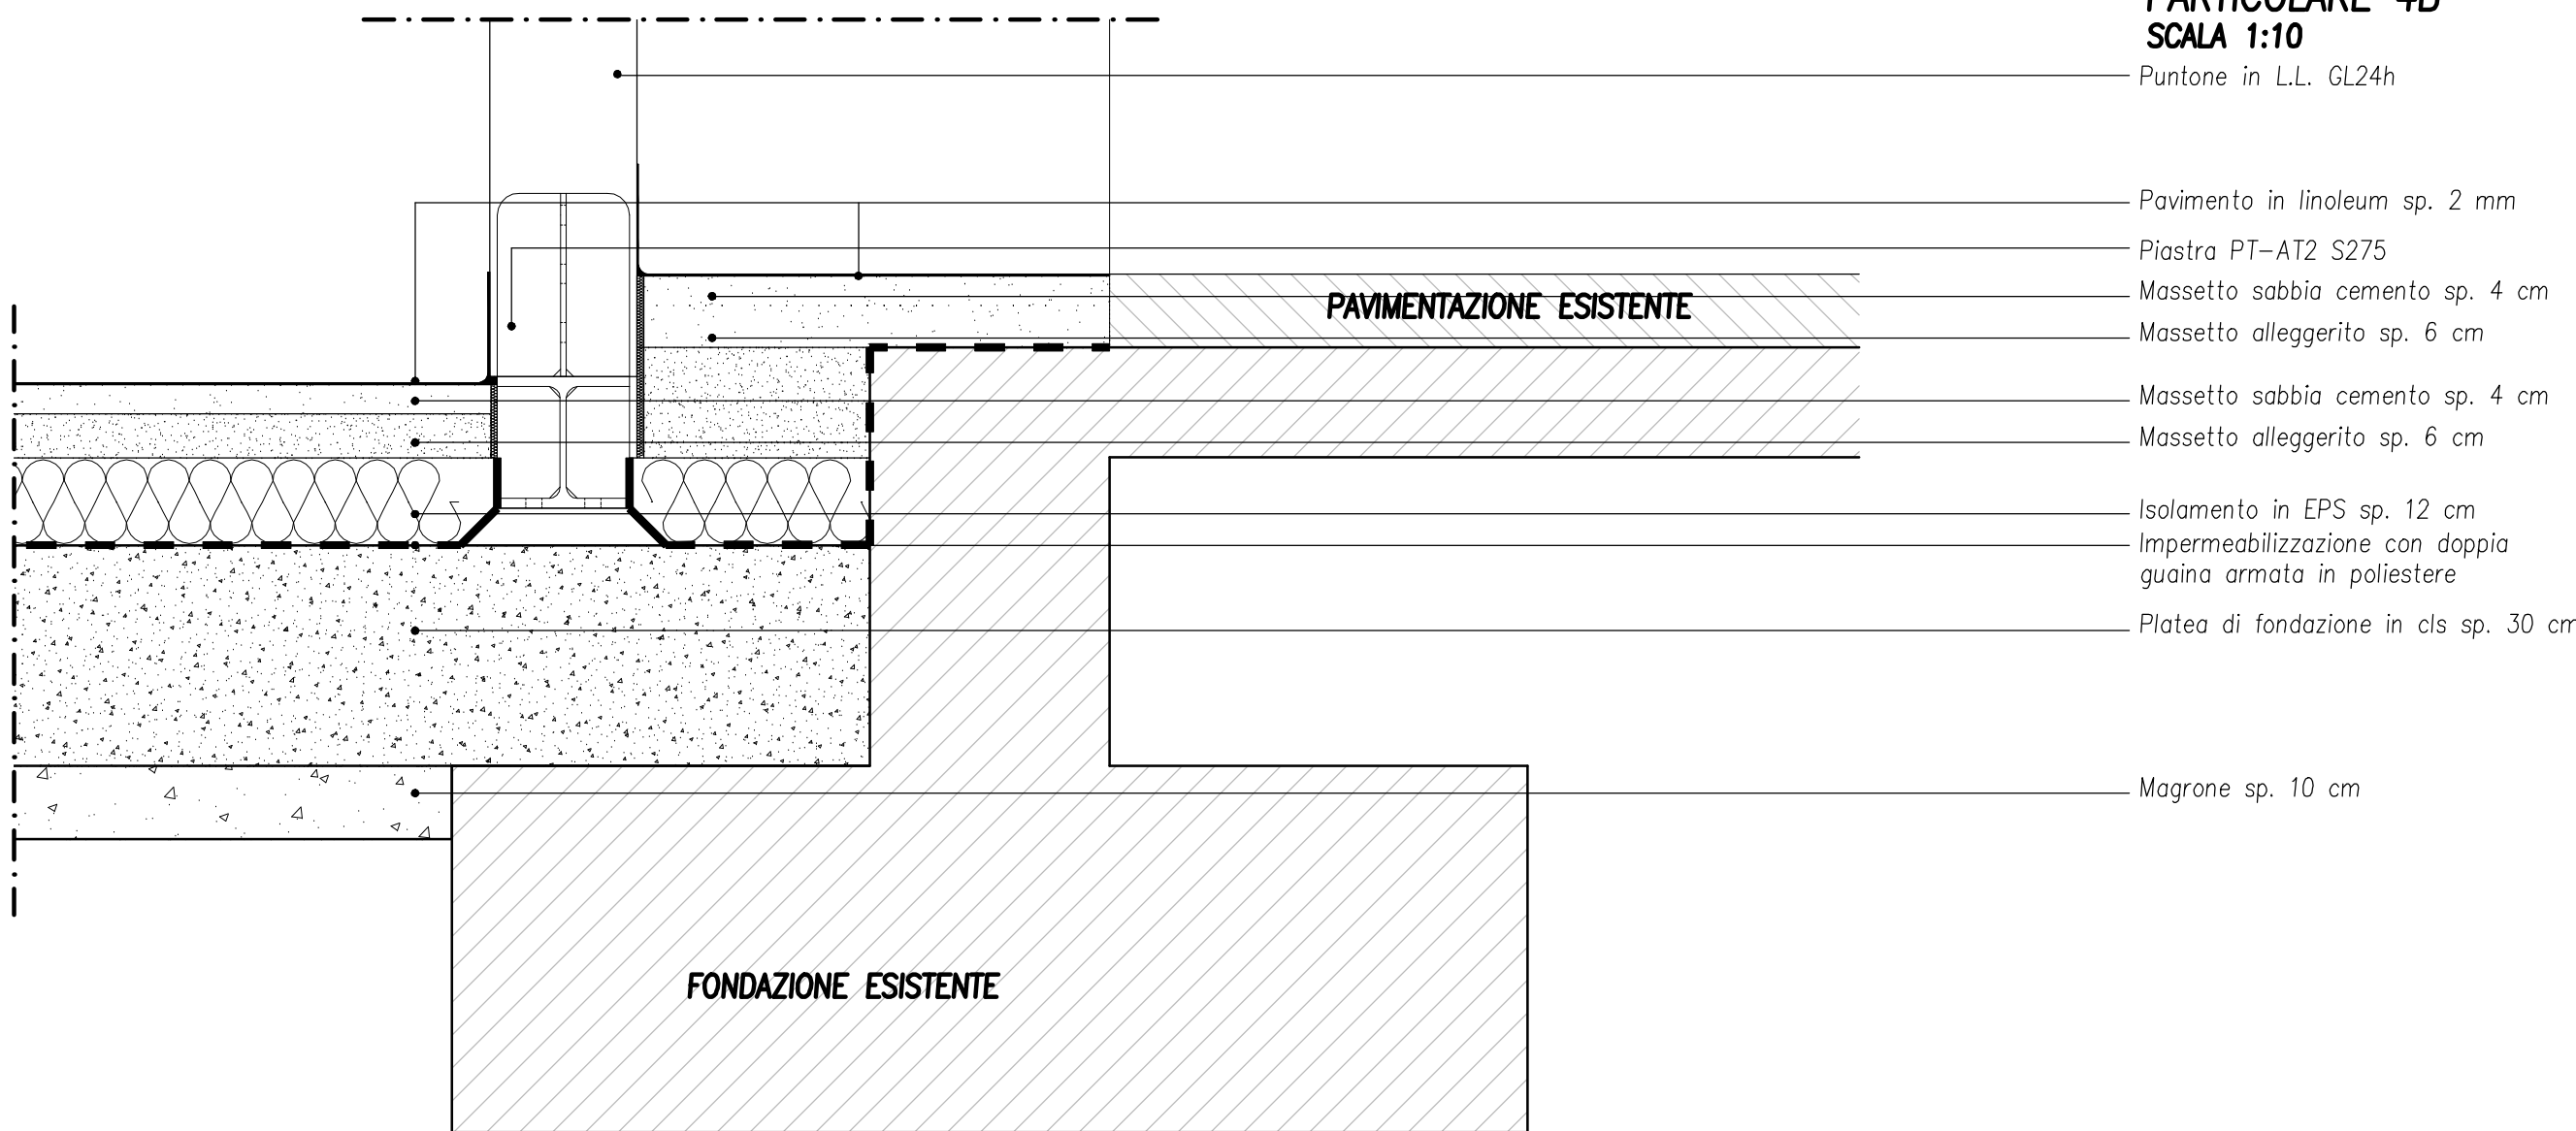 PARTICOLARE 4B
SCALA 1:10
Puntone in L.L. GL24h
Pavimento in linoleum sp. 2 mm
Piastra PT-AT2 S275
Massetto sabbia cemento sp. 4 cm
PAVIMENTAZIONE ESISTENTE
Massetto alleggerito sp. 6 cm
Massetto sabbia cemento sp. 4 cm
Massetto alleggerito sp. 6 cm
Isolamento in EPS sp. 12 cm
Impermeabilizzazione con doppia
guaina armata in poliestere
Platea di fondazione in cls sp. 30 cm
Magrone sp. 10 cm
FONDAZIONE ESISTENTE